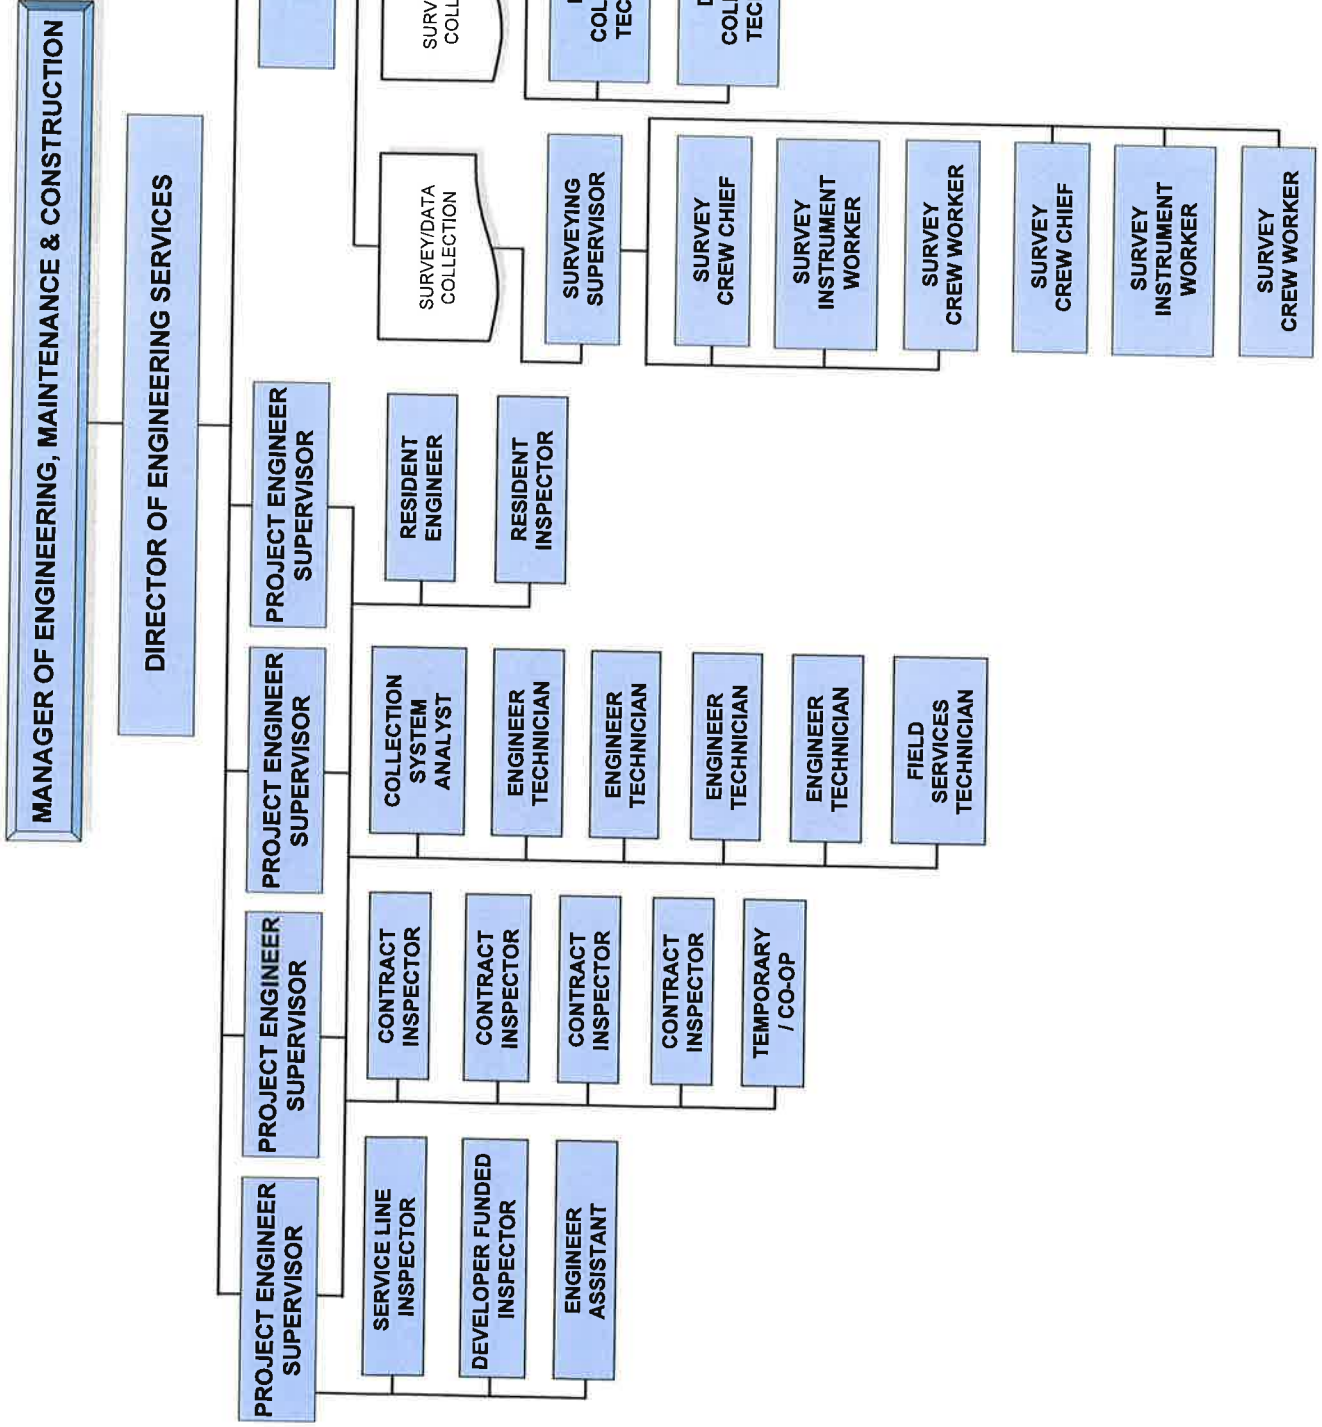 MANAGER OF ENGINEERING, MAINTENANCE & CONSTRUCTION
DIRECTOR OF ENGINEERING SERVICES
PROJECT ENGINEER
SUPERVISOR
PROJECT ENGINEER
SUPERVISOR
PROJECT ENGINEER
SUPERVISOR
PROJECT ENGINEER
SUPERVISOR
SERVICE LINE
INSPECTOR
DEVELOPER FUNDED
INSPECTOR
ENGINEER
ASSISTANT
CONTRACT
INSPECTOR
CONTRACT
INSPECTOR
CONTRACT
INSPECTOR
CONTRACT
INSPECTOR
TEMPORARY
/ CO-OP
COLLECTION
SYSTEM
ANALYST
ENGINEER
TECHNICIAN
ENGINEER
TECHNICIAN
ENGINEER
TECHNICIAN
ENGINEER
TECHNICIAN
FIELD
SERVICES
TECHNICIAN
RESIDENT
ENGINEER
RESIDENT
INSPECTOR
SURVEY/DATA
COLLECTION
SURVEYING
SUPERVISOR
SURVEY
CREW CHIEF
SURVEY
INSTRUMENT
WORKER
SURVEY
CREW WORKER
SURVEY
CREW CHIEF
SURVEY
INSTRUMENT
WORKER
SURVEY
CREW WORKER